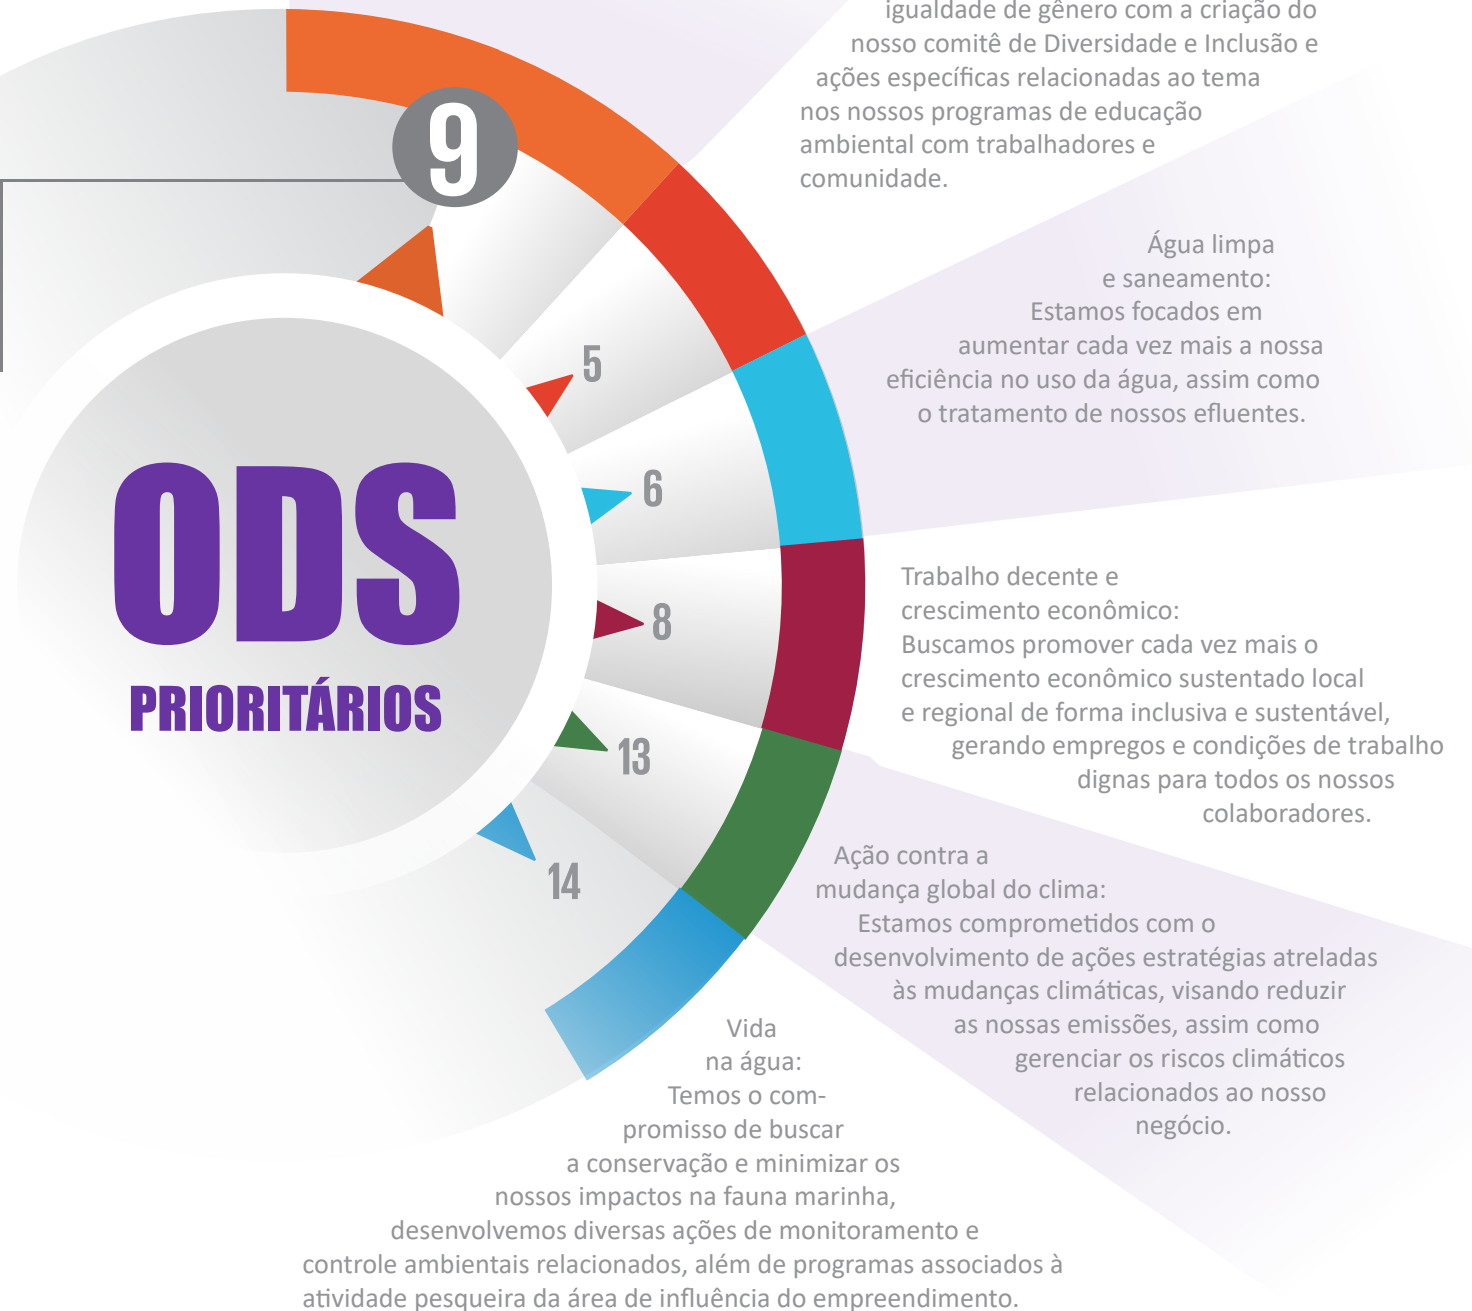 igualdade de gênero com a criação do
nosso comitê de Diversidade e Inclusão e
ações específicas relacionadas ao tema
nos nossos programas de educação
ambiental com trabalhadores e
comunidade.
9
Água limpa
e saneamento:
Estamos focados em
aumentar cada vez mais a nossa
eficiência no uso da água, assim como
o tratamento de nossos efluentes.
5
6
ODS
PRIORITÁRIOS
8
13
14
Trabalho decente e
crescimento econômico:
Buscamos promover cada vez mais o
crescimento econômico sustentado local
e regional de forma inclusiva e sustentável,
gerando empregos e condições de trabalho
dignas para todos os nossos
colaboradores.
Ação contra a
mudança global do clima:
Estamos comprometidos com o
desenvolvimento de ações estratégias atreladas
às mudanças climáticas, visando reduzir
as nossas emissões, assim como
gerenciar os riscos climáticos
relacionados ao nosso
negócio.
Vida
na água:
Temos o com-
promisso de buscar
a conservação e minimizar os
nossos impactos na fauna marinha,
desenvolvemos diversas ações de monitoramento e
controle ambientais relacionados, além de programas associados à
atividade pesqueira da área de influência do empreendimento.